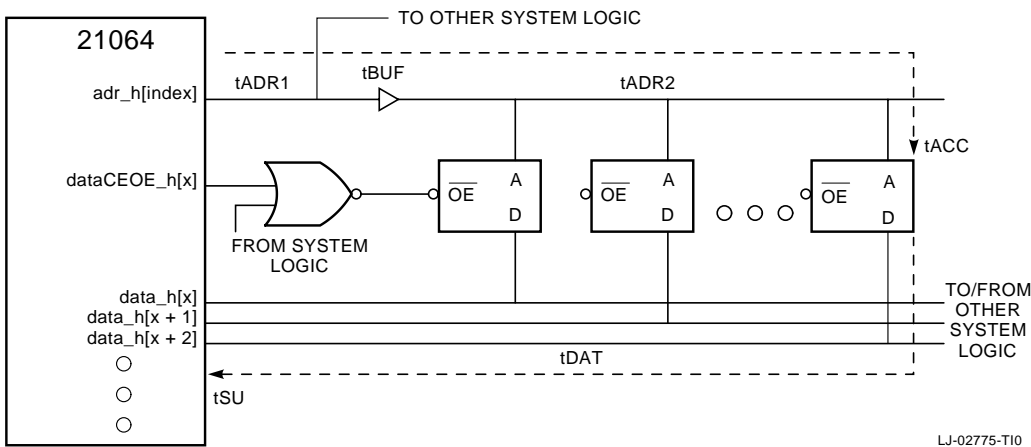 TO OTHER SYSTEM LOGIC
21064
tADR1
tBUF
tADR2
adr_h[index]
tACC
dataCEOE_h[x]
OE
A
D
OE
A
D
OE
A
D
FROM SYSTEM
LOGIC
data_h[x]
data_h[x + 1]
data_h[x + 2]
TO/FROM
OTHER
SYSTEM
LOGIC
tDAT
tSU
LJ-02775-TI0